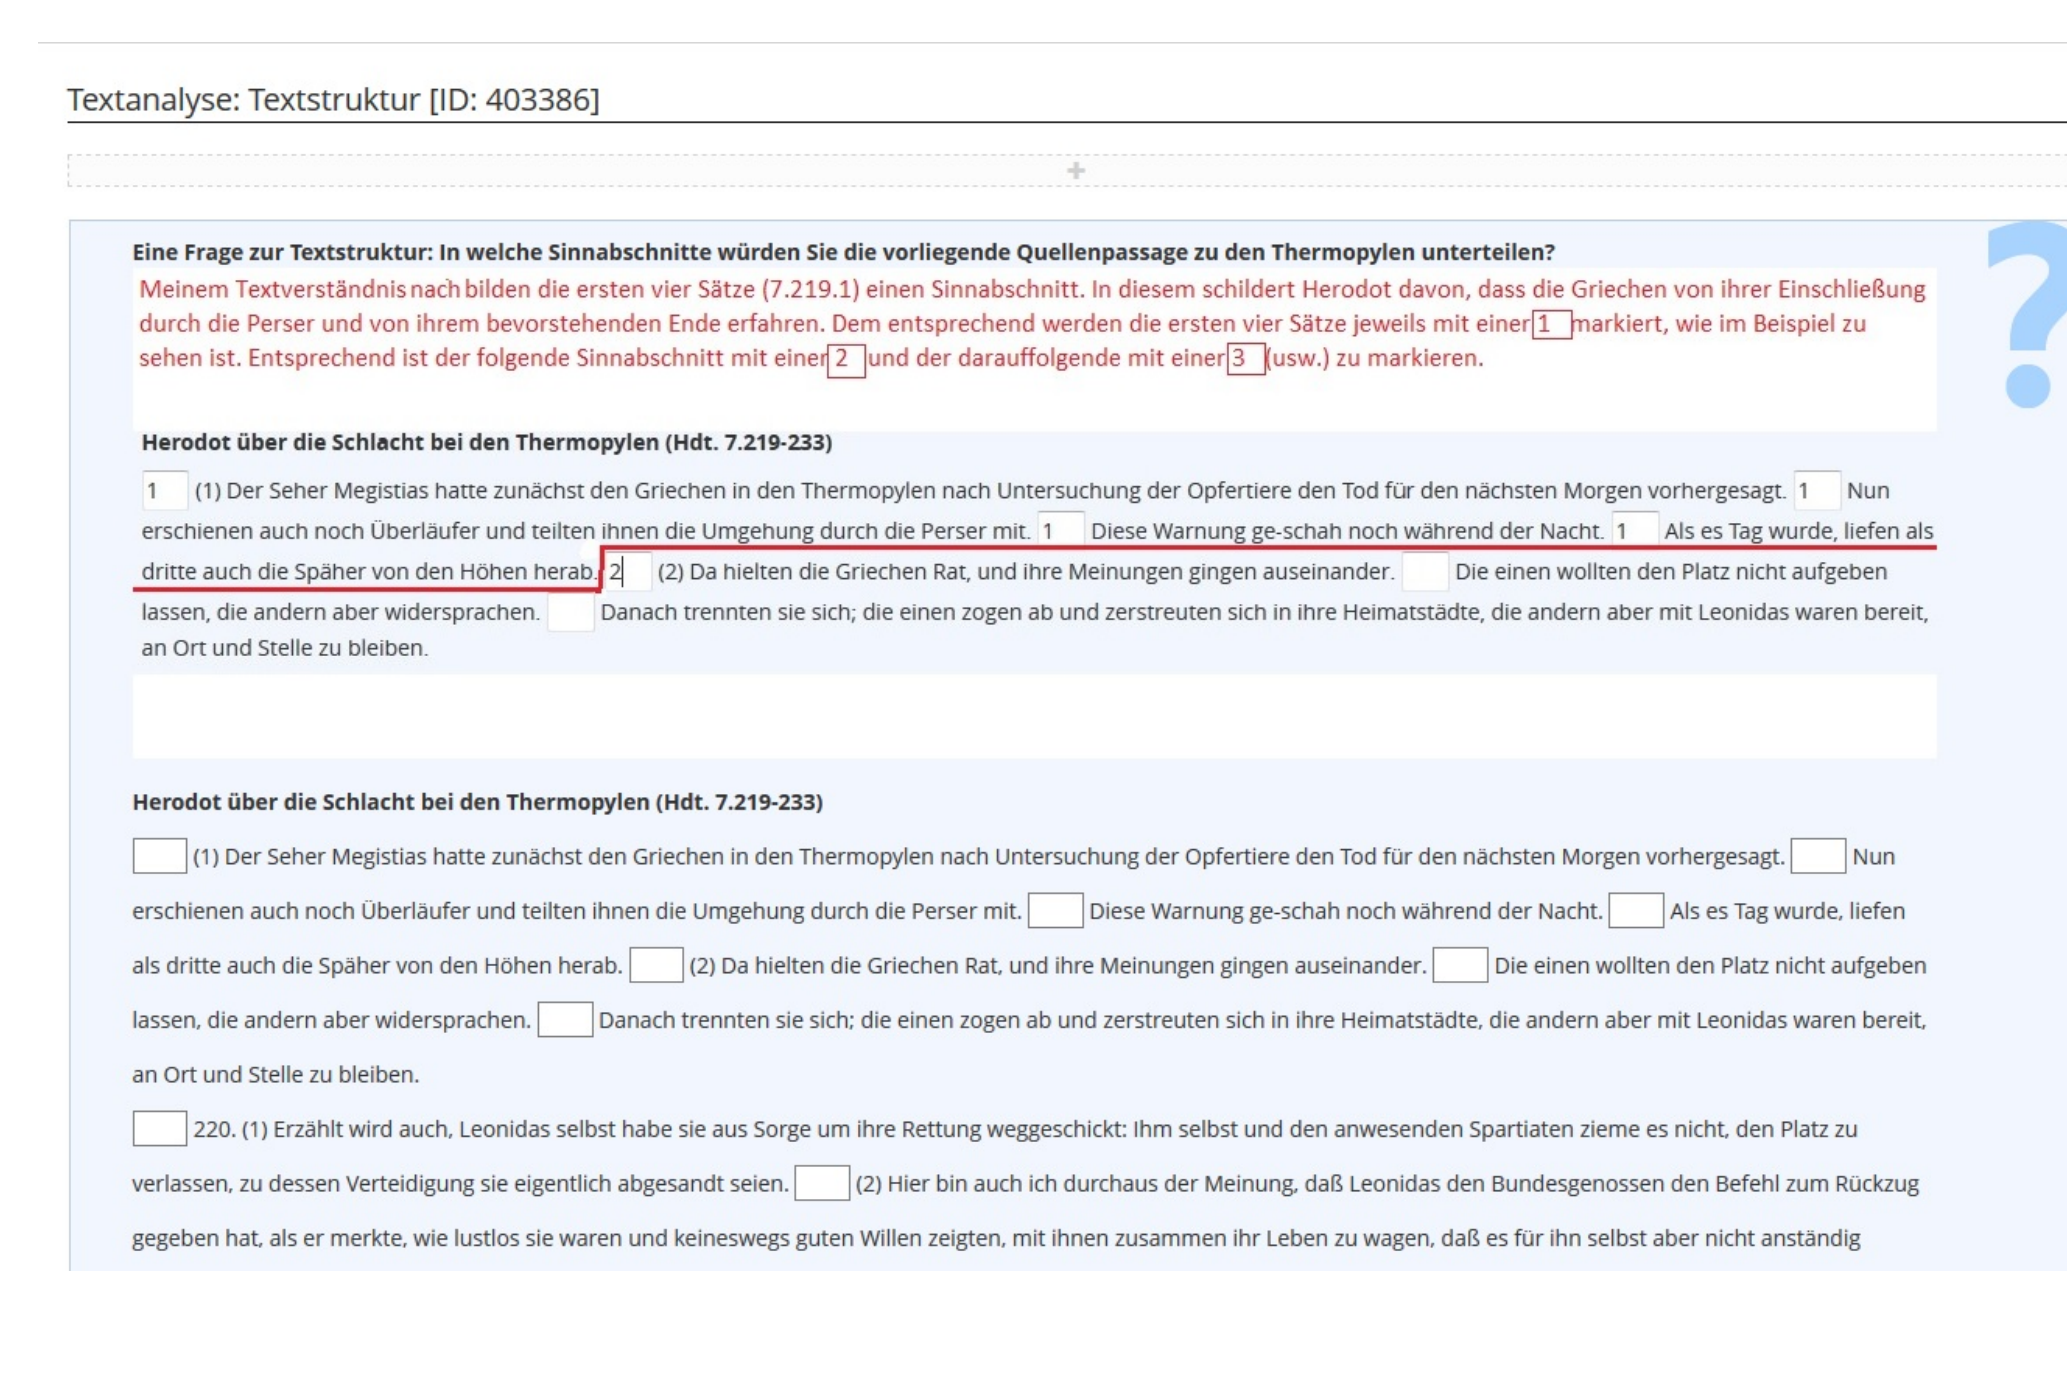 Textanalyse: Textstruktur [ID: 403386]
Eine Frage zur Textstruktur: In welche Sinnabschnitte würden Sie die vorliegende Quellenpassage zu den Thermopylen unterteilen?
Meinem Textverständnis nach bilden die ersten vier Sätze (7.219.1) einen Sinnabschnitt. In diesem schildert Herodot davon, dass die Griechen von ihrer Einschließung
durch die Perser und von ihrem bevorstehenden Ende erfahren. Dem entsprechend werden die ersten vier Sätze jeweils mit einer 1 markiert, wie im Beispiel zu
sehen ist. Entsprechend ist der folgende Sinnabschnitt mit einer 2 und der darauffolgende mit einer 3 (usw.) zu markieren.
Herodot über die Schlacht bei den Thermopylen (Hdt. 7.219-233)
1 (1) Der Seher Megistias hatte zunächst den Griechen in den Thermopylen nach Untersuchung der Opfertiere den Tod für den nächsten Morgen vorhergesagt. 1 Nun
erschienen auch noch Überläufer und teilten ihnen die Umgehung durch die Perser mit. 1 Diese Warnung ge-schah noch während der Nacht. 1 Als es Tag wurde, liefen als
dritte auch die Späher von den Höhen herab. 2 (2) Da hielten die Griechen Rat, und ihre Meinungen gingen auseinander. Die einen wollten den Platz nicht aufgeben
lassen, die andern aber widersprachen. Danach trennten sie sich; die einen zogen ab und zerstreuten sich in ihre Heimatstädte, die andern aber mit Leonidas waren bereit,
an Ort und Stelle zu bleiben.
Herodot über die Schlacht bei den Thermopylen (Hdt. 7.219-233)
(1) Der Seher Megistias hatte zunächst den Griechen in den Thermopylen nach Untersuchung der Opfertiere den Tod für den nächsten Morgen vorhergesagt. Nun
erschienen auch noch Überläufer und teilten ihnen die Umgehung durch die Perser mit. Diese Warnung ge-schah noch während der Nacht. Als es Tag wurde, liefen
als dritte auch die Späher von den Höhen herab. (2) Da hielten die Griechen Rat, und ihre Meinungen gingen auseinander. Die einen wollten den Platz nicht aufgeben
lassen, die andern aber widersprachen. Danach trennten sie sich; die einen zogen ab und zerstreuten sich in ihre Heimatstädte, die andern aber mit Leonidas waren bereit,
an Ort und Stelle zu bleiben.
220. (1) Erzählt wird auch, Leonidas selbst habe sie aus Sorge um ihre Rettung weggeschickt: Ihm selbst und den anwesenden Spartiaten zieme es nicht, den Platz zu
verlassen, zu dessen Verteidigung sie eigentlich abgesandt seien. (2) Hier bin auch ich durchaus der Meinung, daß Leonidas den Bundesgenossen den Befehl zum Rückzug
gegeben hat, als er merkte, wie lustlos sie waren und keineswegs guten Willen zeigten, mit ihnen zusammen ihr Leben zu wagen, daß es für ihn selbst aber nicht anständig